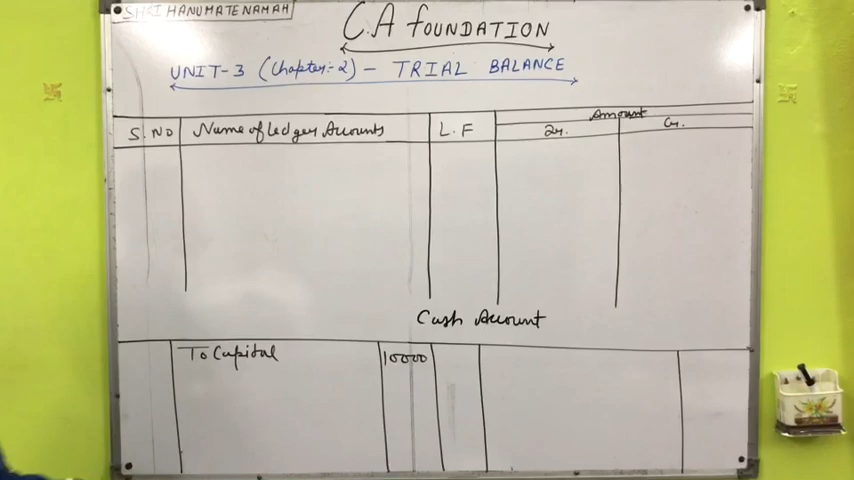 SHRI HANUMATE NAMAH
C.A FOUNDATION
UNIT-3 (Chapter:-2) - TRIAL BALANCE
S.NO Name of Ledger Accounts L.F Amount
Dr. Cr.
Cash Account
To Capital 10000